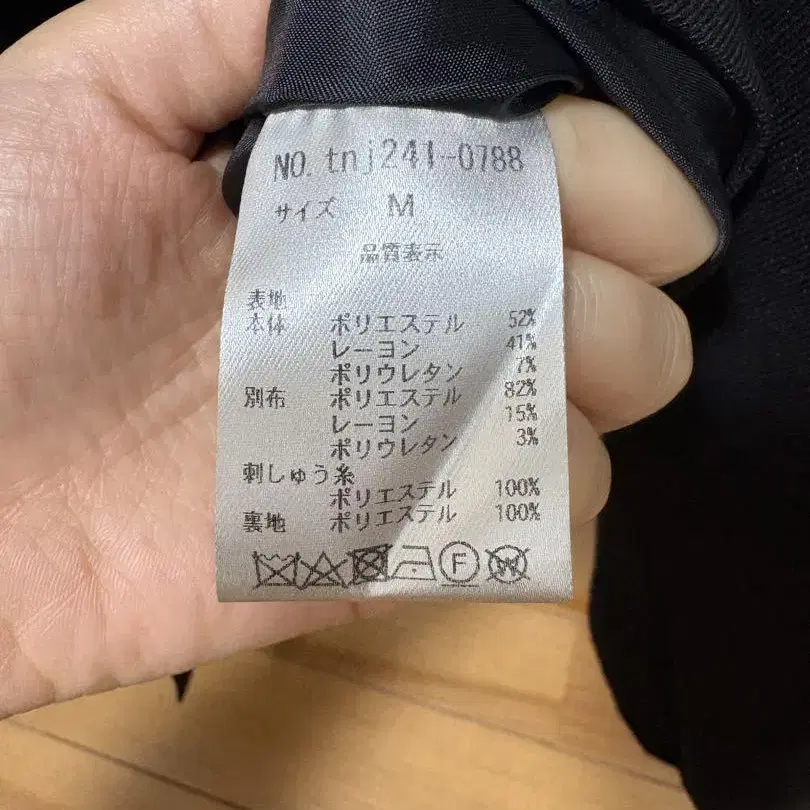 NO. tnj241-0788
サイズ M
品質表示
表地
本体 ポリエステル 52%
レーヨン 41%
ポリウレタン 7%
別布 ポリエステル 82%
レーヨン 15%
ポリウレタン 3%
刺しゅう糸
ポリエステル 100%
裏地 ポリエステル 100%
F W